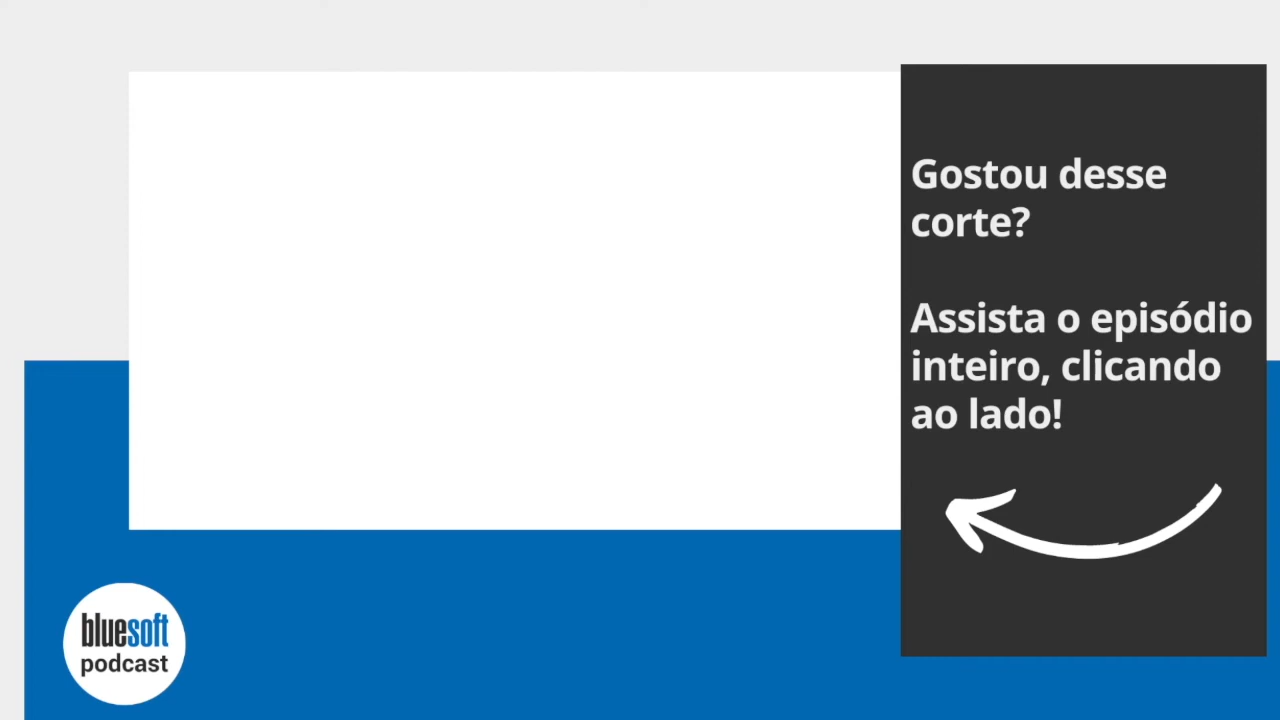 Gostou desse
corte?
Assista o episódio
inteiro, clicando
ao lado!
bluesoft
podcast